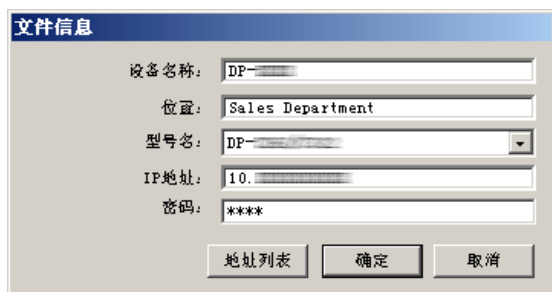 文件信息
设备名称: DP-
位置: Sales Department
型号名: DP-
IP地址: 10.
密码: ****
地址列表 确定 取消